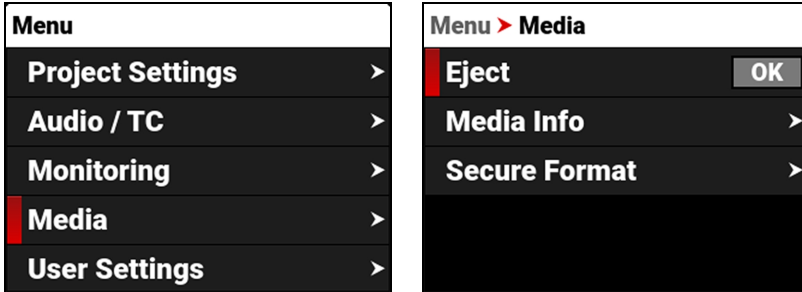 Menu
Project Settings
Audio / TC
Monitoring
Media
User Settings
Menu ➤ Media
Eject OK
Media Info
Secure Format